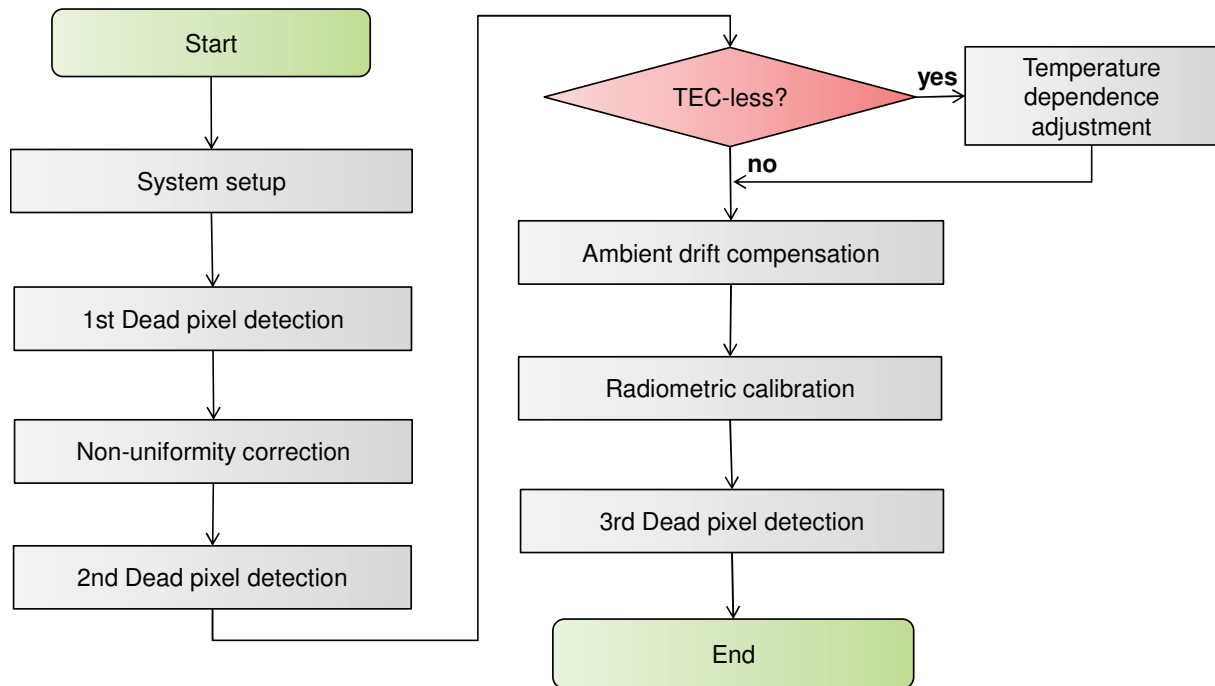 Start
System setup
1st Dead pixel detection
Non-uniformity correction
2nd Dead pixel detection
TEC-less?
yes
Temperature
dependence
adjustment
no
Ambient drift compensation
Radiometric calibration
3rd Dead pixel detection
End